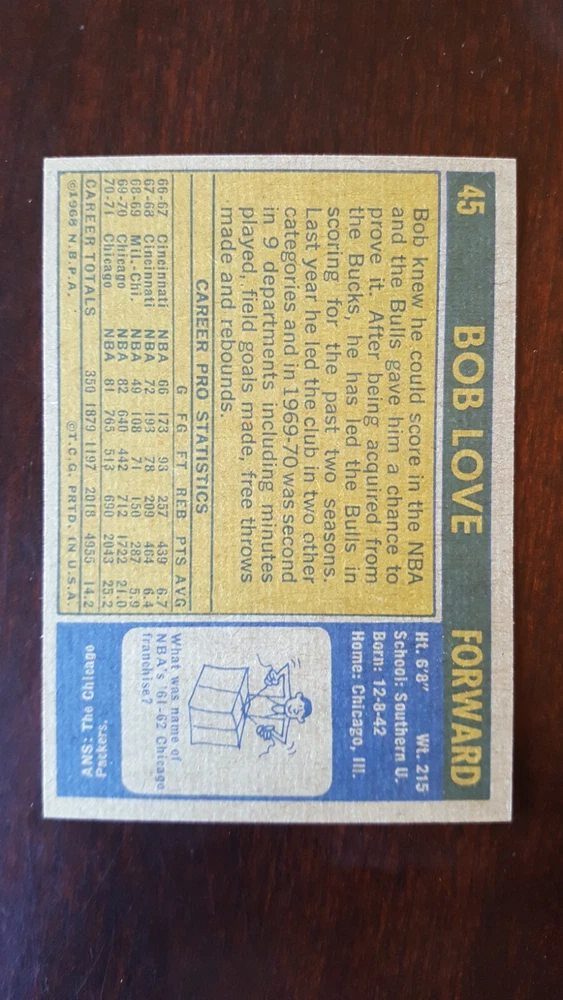 45 BOB LOVE FORWARD
Bob knew he could score in the NBA
and the Bulls gave him a chance to
prove it. After being acquired from
the Bucks, he has led the Bulls in
scoring for the past two seasons.
Last year he led the club in two other
categories and in 1969-70 was second
in 9 departments including minutes
played, field goals made, free throws
made and rebounds.
Ht. 6'8" Wt. 215
School: Southern U.
Born: 12-8-42
Home: Chicago, Ill.
CAREER PRO STATISTICS
G FG FT REB PTS AVG
66-67 Cincinnati NBA 66 173 93 257 439 6.7
67-68 Cincinnati NBA 72 193 78 209 464 6.4
68-69 Mil.-Chi. NBA 49 108 71 150 287 5.9
69-70 Chicago NBA 82 640 442 712 1722 21.0
70-71 Chicago NBA 81 765 513 690 2043 25.2
CAREER TOTALS 350 1879 1197 2018 4955 14.2
©1968 N.B.P.A. ©T.C.G. PRTD. IN U.S.A.
What was name of
NBA's '61-62 Chicago
franchise?
ANS: The Chicago
Packers.